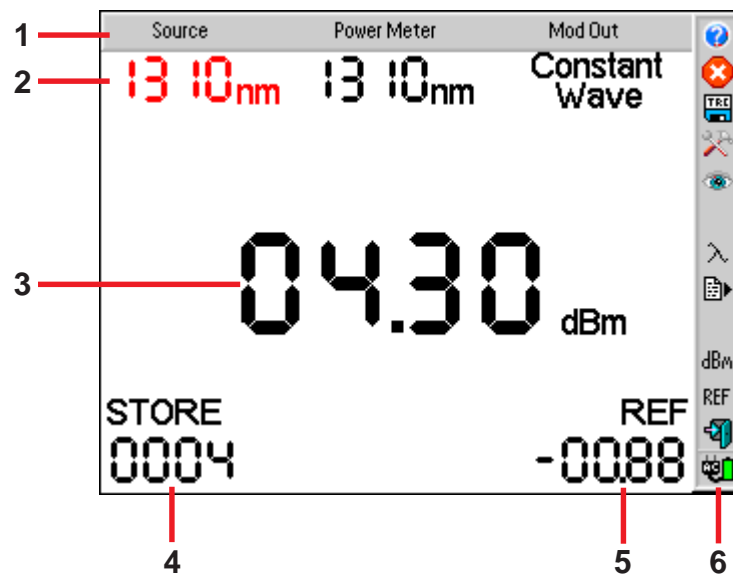 1 Source Power Meter Mod Out ?
2 1310nm 1310nm Constant
Wave
TRC
λ
3 04.30 dBm
dBm
STORE REF REF
0004 -00.88
4 5 6